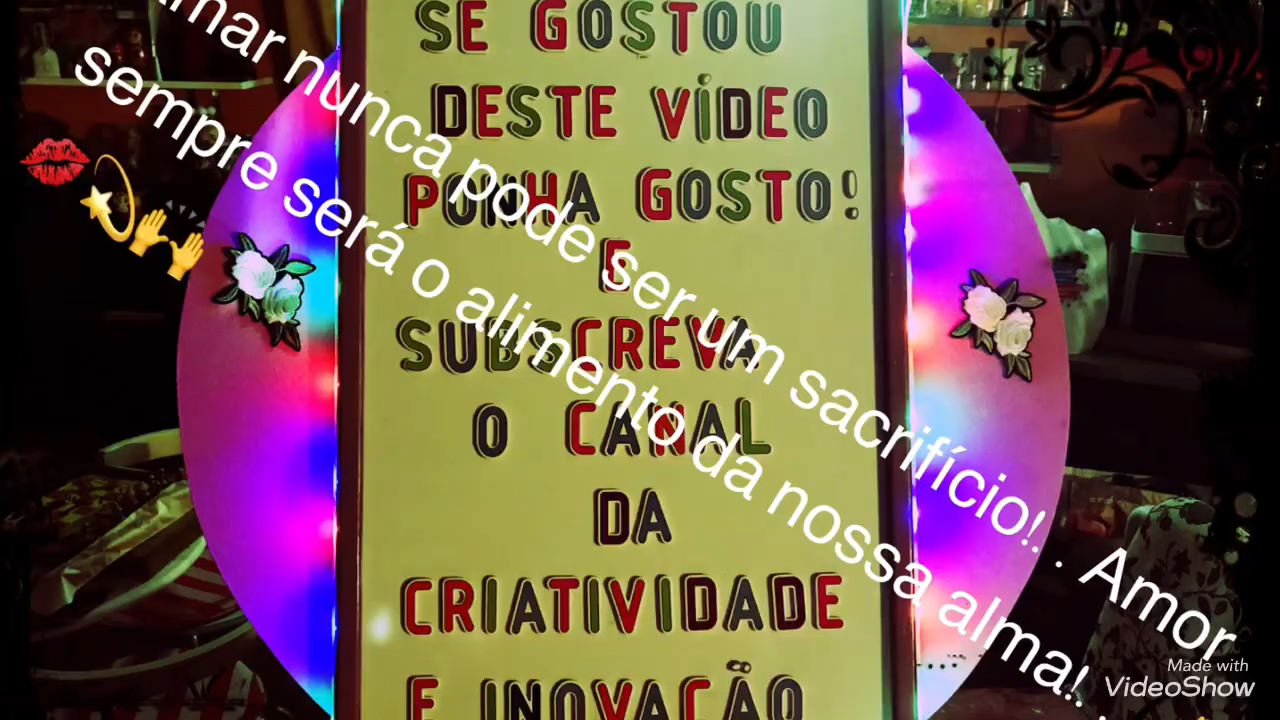 SE GOSTOU
DESTE VÍDEO
PONHA GOSTO!
E
SUBSCREVA
O CANAL
DA
CRIATIVIDADE
E INOVAÇÃO
amar nunca pode ser um sacrifício!. . Amor
sempre será o alimento da nossa alma!
Made with
VideoShow